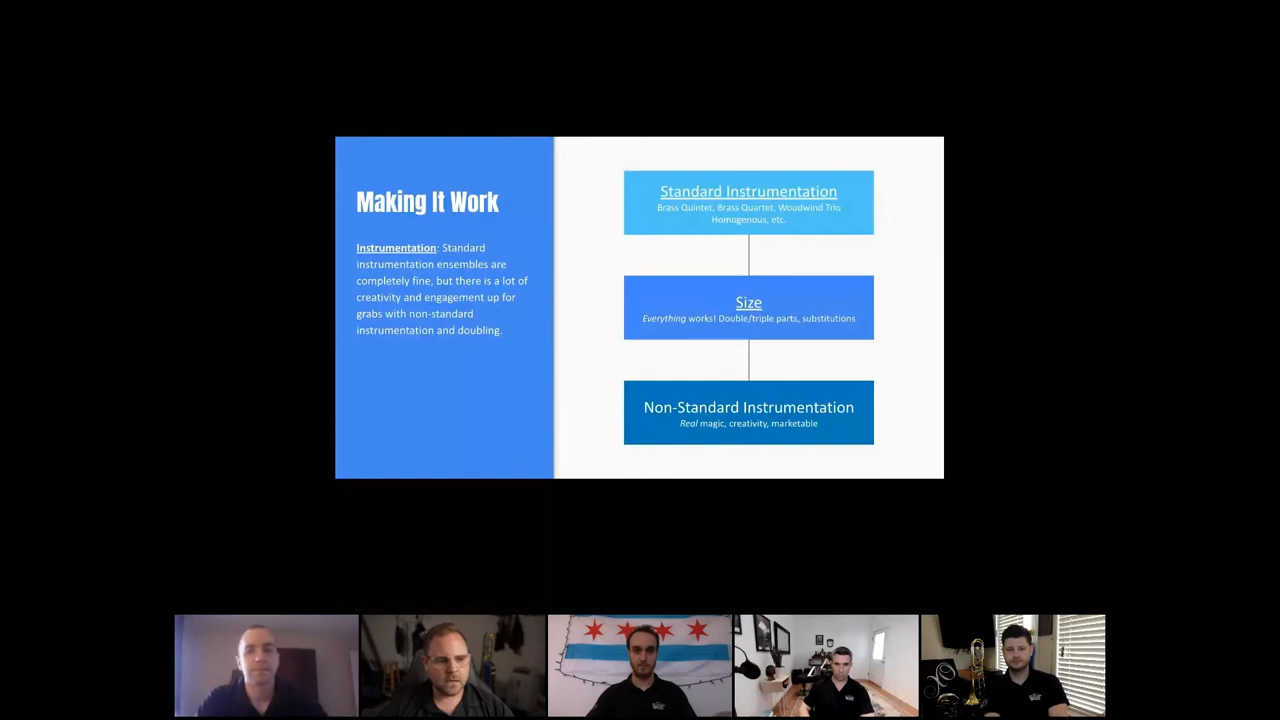 Making It Work
Instrumentation: Standard
instrumentation ensembles are
completely fine, but there is a lot of
creativity and engagement up for
grabs with non-standard
instrumentation and doubling.
Standard Instrumentation
Brass Quintet, Brass Quartet, Woodwind Trio
Homogenous, etc.
Size
Everything works! Double/triple parts, substitutions
Non-Standard Instrumentation
Real magic, creativity, marketable